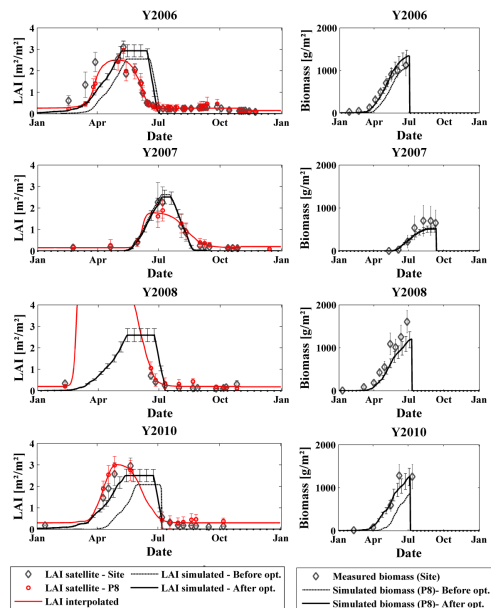 Y2006
LAI [m²/m²]
4
3
2
1
0
Jan Apr Jul Oct Jan
Date
Y2006
Biomass [g/m²]
2000
1000
0
Jan Apr Jul Oct Jan
Date
Y2007
LAI [m²/m²]
4
3
2
1
0
Jan Apr Jul Oct Jan
Date
Y2007
Biomass [g/m²]
2000
1000
0
Jan Apr Jul Oct Jan
Date
Y2008
LAI [m²/m²]
4
3
2
1
0
Jan Apr Jul Oct Jan
Date
Y2008
Biomass [g/m²]
2000
1000
0
Jan Apr Jul Oct Jan
Date
Y2010
LAI [m²/m²]
4
3
2
1
0
Jan Apr Jul Oct Jan
Date
Y2010
Biomass [g/m²]
2000
1000
0
Jan Apr Jul Oct Jan
Date
LAI satellite - Site
LAI satellite - P8
LAI interpolated
LAI simulated - Before opt.
LAI simulated - After opt.
Measured biomass (Site)
Simulated biomass (P8)- Before opt.
Simulated biomass (P8)- After opt.